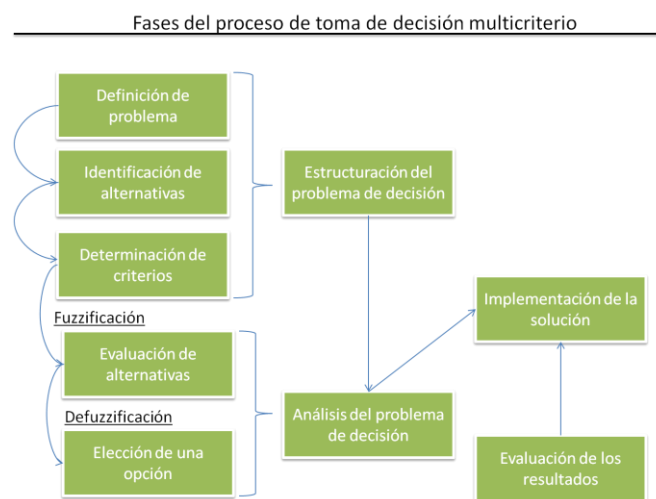 Fases del proceso de toma de decisión multicriterio
Definición de
problema
Identificación de
alternativas
Determinación de
criterios
Fuzzificación
Evaluación de
alternativas
Defuzzificación
Elección de una
opción
Estructuración del
problema de decisión
Análisis del problema
de decisión
Implementación de la
solución
Evaluación de los
resultados